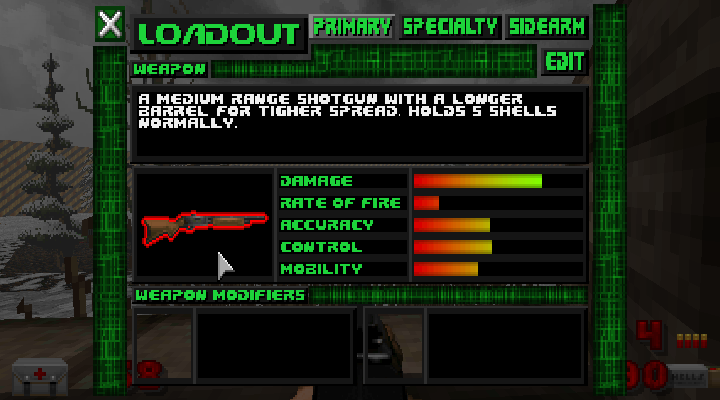 LOADOUT
PRIMARY SPECIALTY SIDEARM
EDIT
WEAPON
A MEDIUM RANGE SHOTGUN WITH A LONGER
BARREL FOR TIGHER SPREAD. HOLDS 5 SHELLS
NORMALLY.
DAMAGE
RATE OF FIRE
ACCURACY
CONTROL
MOBILITY
WEAPON MODIFIERS
4